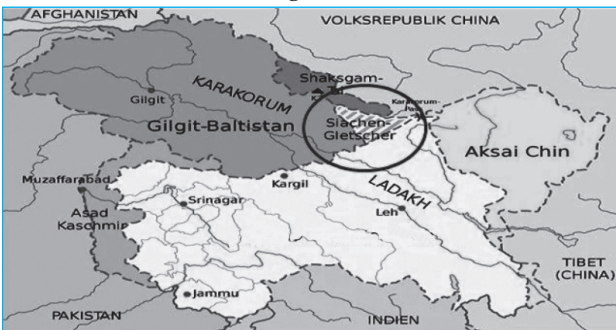 AFGHANISTAN
VOLKSREPUBLIK CHINA
Shaksgam-
KARAKORUM
Gilgit
Karakorum-
Gilgit-Baltistan
Siachen-
Gletscher
Aksai Chin
Muzaffarabad
Kargil
LADAKH
Srinagar
Asad
Kaschmir
Leh
TIBET
(CHINA)
Jammu
PAKISTAN
INDIEN